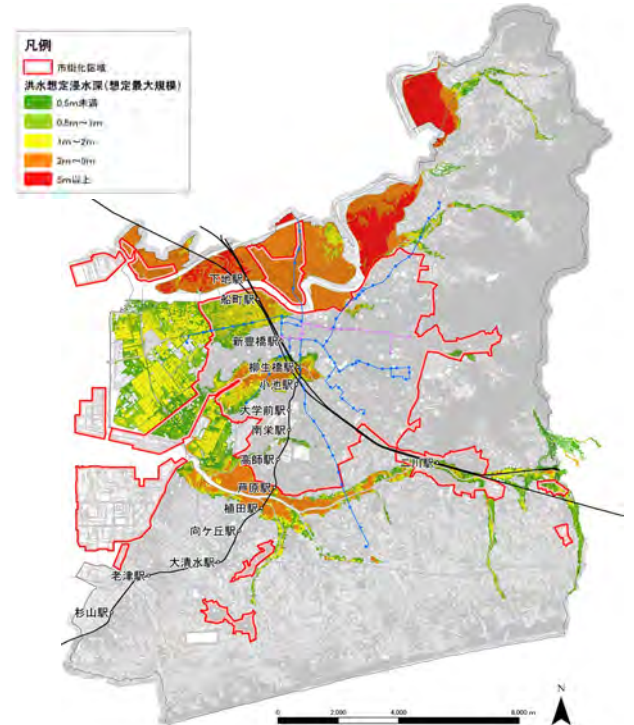 凡例
市街化区域
洪水想定浸水深(想定最大規模)
0.5m未満
0.5m～1m
1m～2m
5m以上
下地駅
船町駅
新豊橋駅
柳生橋駅
小池駅
大学前駅
南栄駅
高師駅
芦原駅
植田駅
向ケ丘駅
大清水駅
老津駅
杉山駅
二川駅
N
0
2,000
4,000
8,000 m